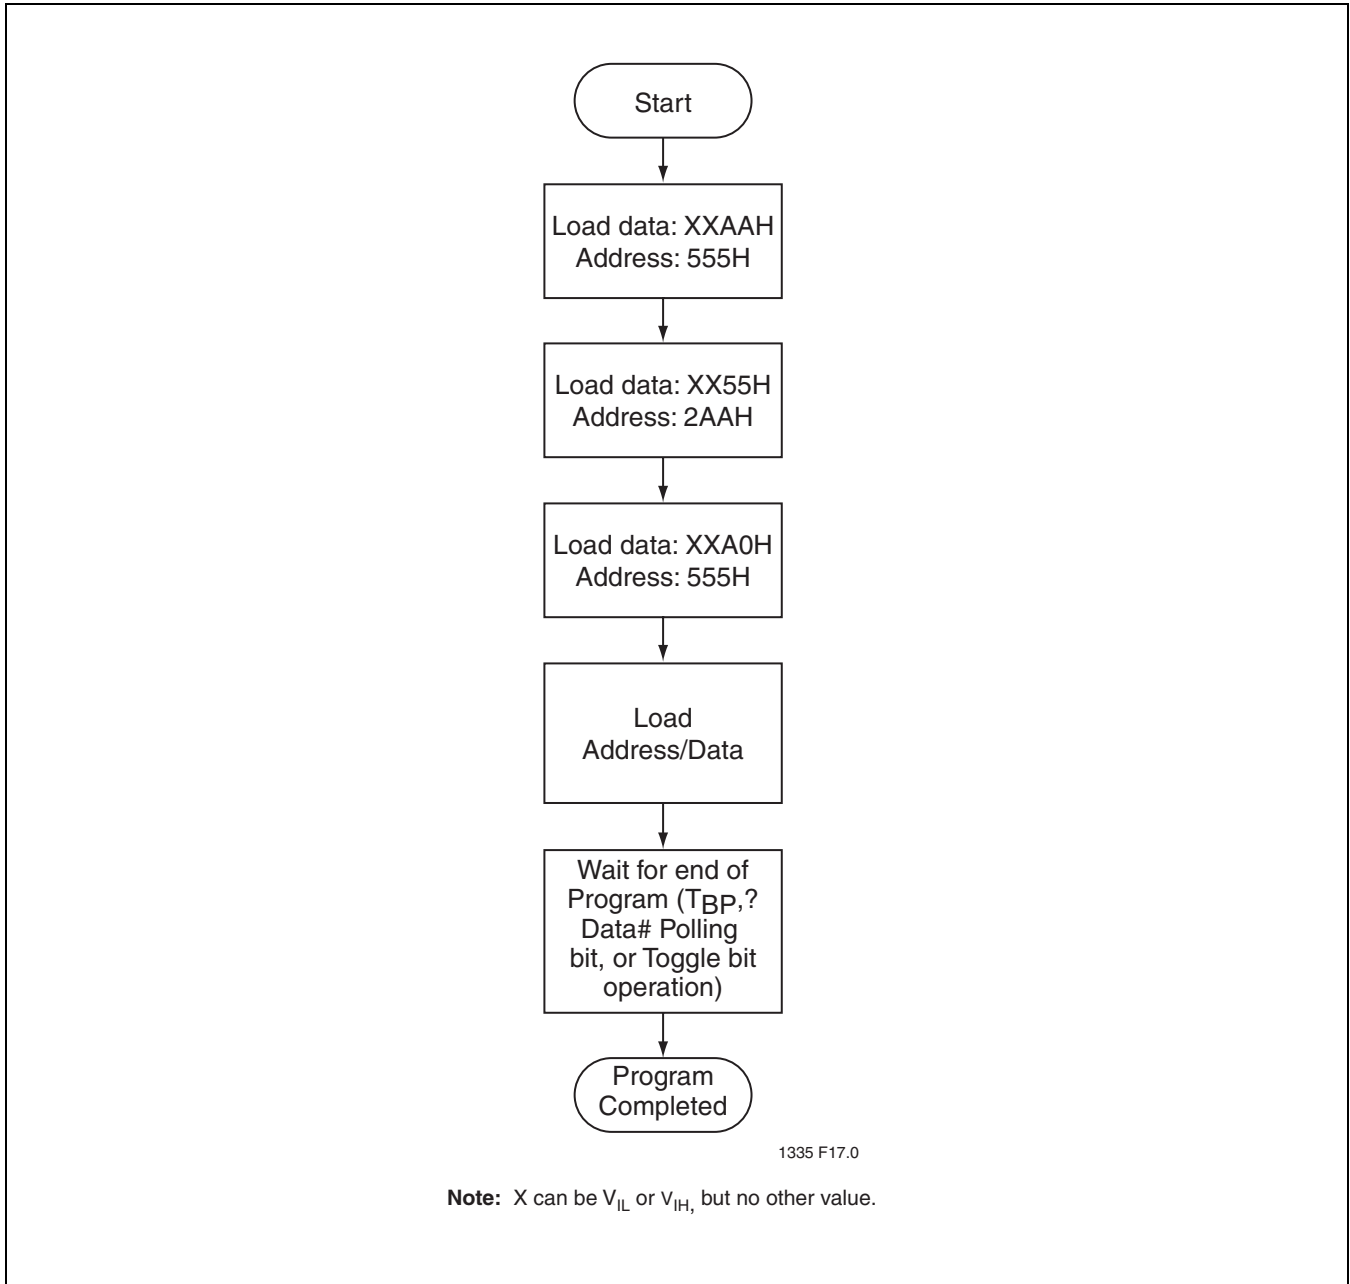 Start
Load data: XXAAH
Address: 555H
Load data: XX55H
Address: 2AAH
Load data: XXA0H
Address: 555H
Load
Address/Data
Wait for end of
Program (TBP,?
Data# Polling
bit, or Toggle bit
operation)
Program
Completed
1335 F17.0
Note: X can be VIL or VIH, but no other value.